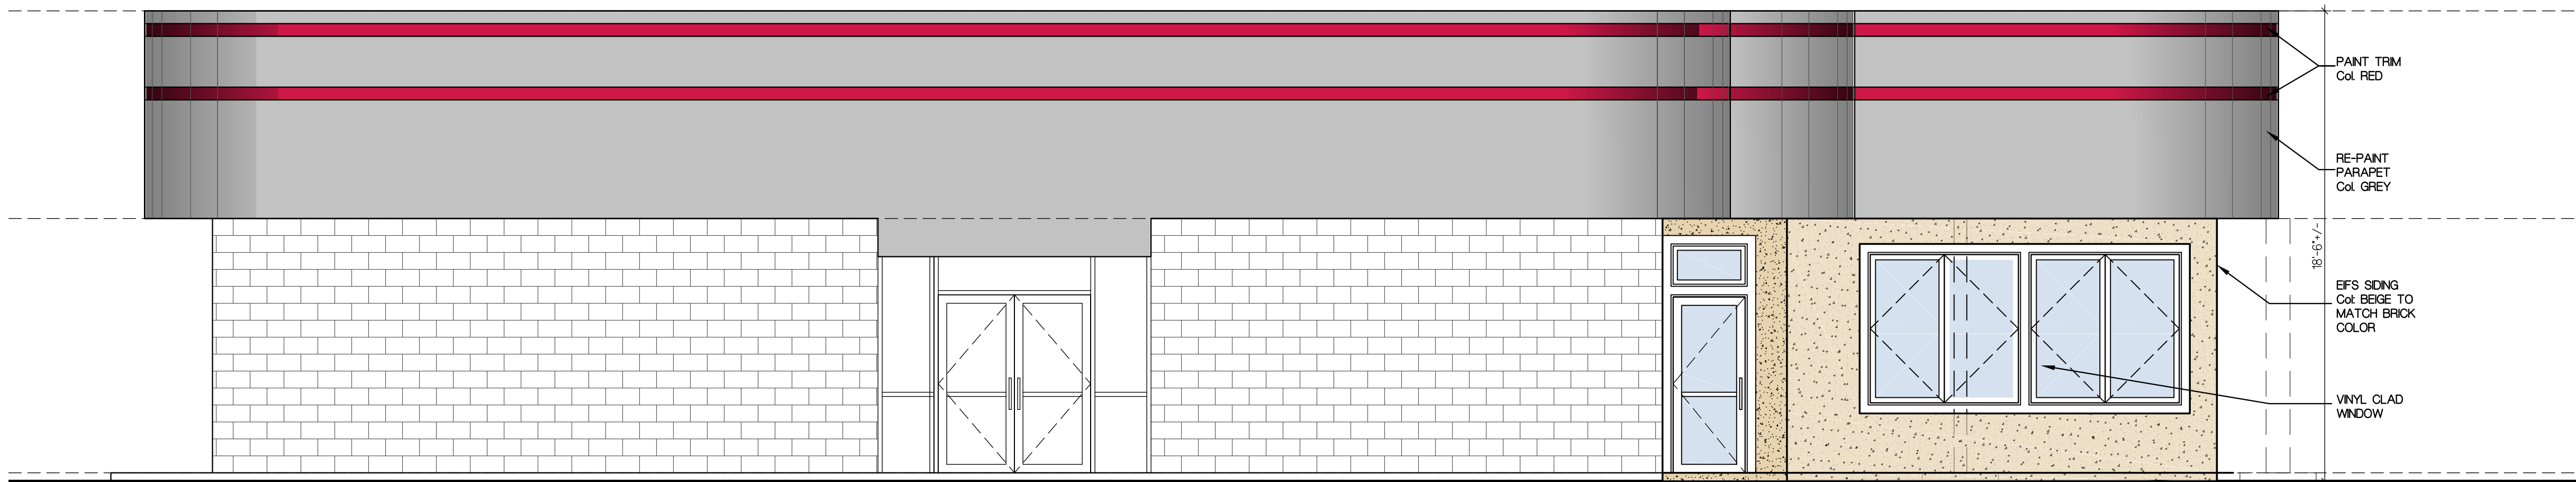 PAINT TRIM
Col. RED
RE-PAINT
PARAPET
Col. GREY
18'-6"+/-
EIFS SIDING
Col: BEIGE TO
MATCH BRICK
COLOR
VINYL CLAD
WINDOW